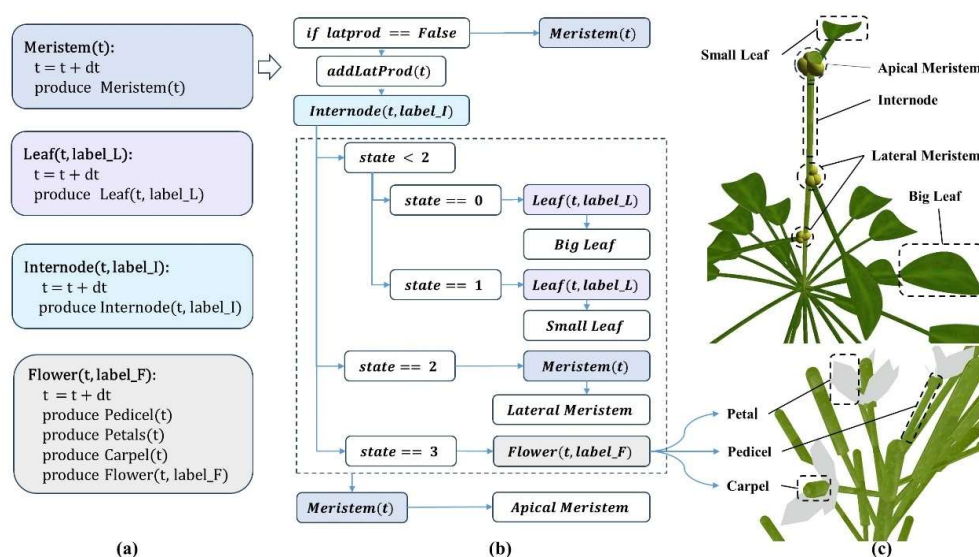 Meristem(t):
t = t + dt
produce Meristem(t)
Leaf(t, label_L):
t = t + dt
produce Leaf(t, label_L)
Internode(t, label_I):
t = t + dt
produce Internode(t, label_I)
Flower(t, label_F):
t = t + dt
produce Pedicel(t)
produce Petals(t)
produce Carpel(t)
produce Flower(t, label_F)
(a)
if latprod == False
Meristem(t)
addLatProd(t)
Internode(t, label_I)
state < 2
state == 0
Leaf(t, label_L)
Big Leaf
state == 1
Leaf(t, label_L)
Small Leaf
state == 2
Meristem(t)
Lateral Meristem
state == 3
Flower(t, label_F)
Meristem(t)
Apical Meristem
(b)
Small Leaf
Apical Meristem
Internode
Lateral Meristem
Big Leaf
Petal
Pedicel
Carpel
(c)